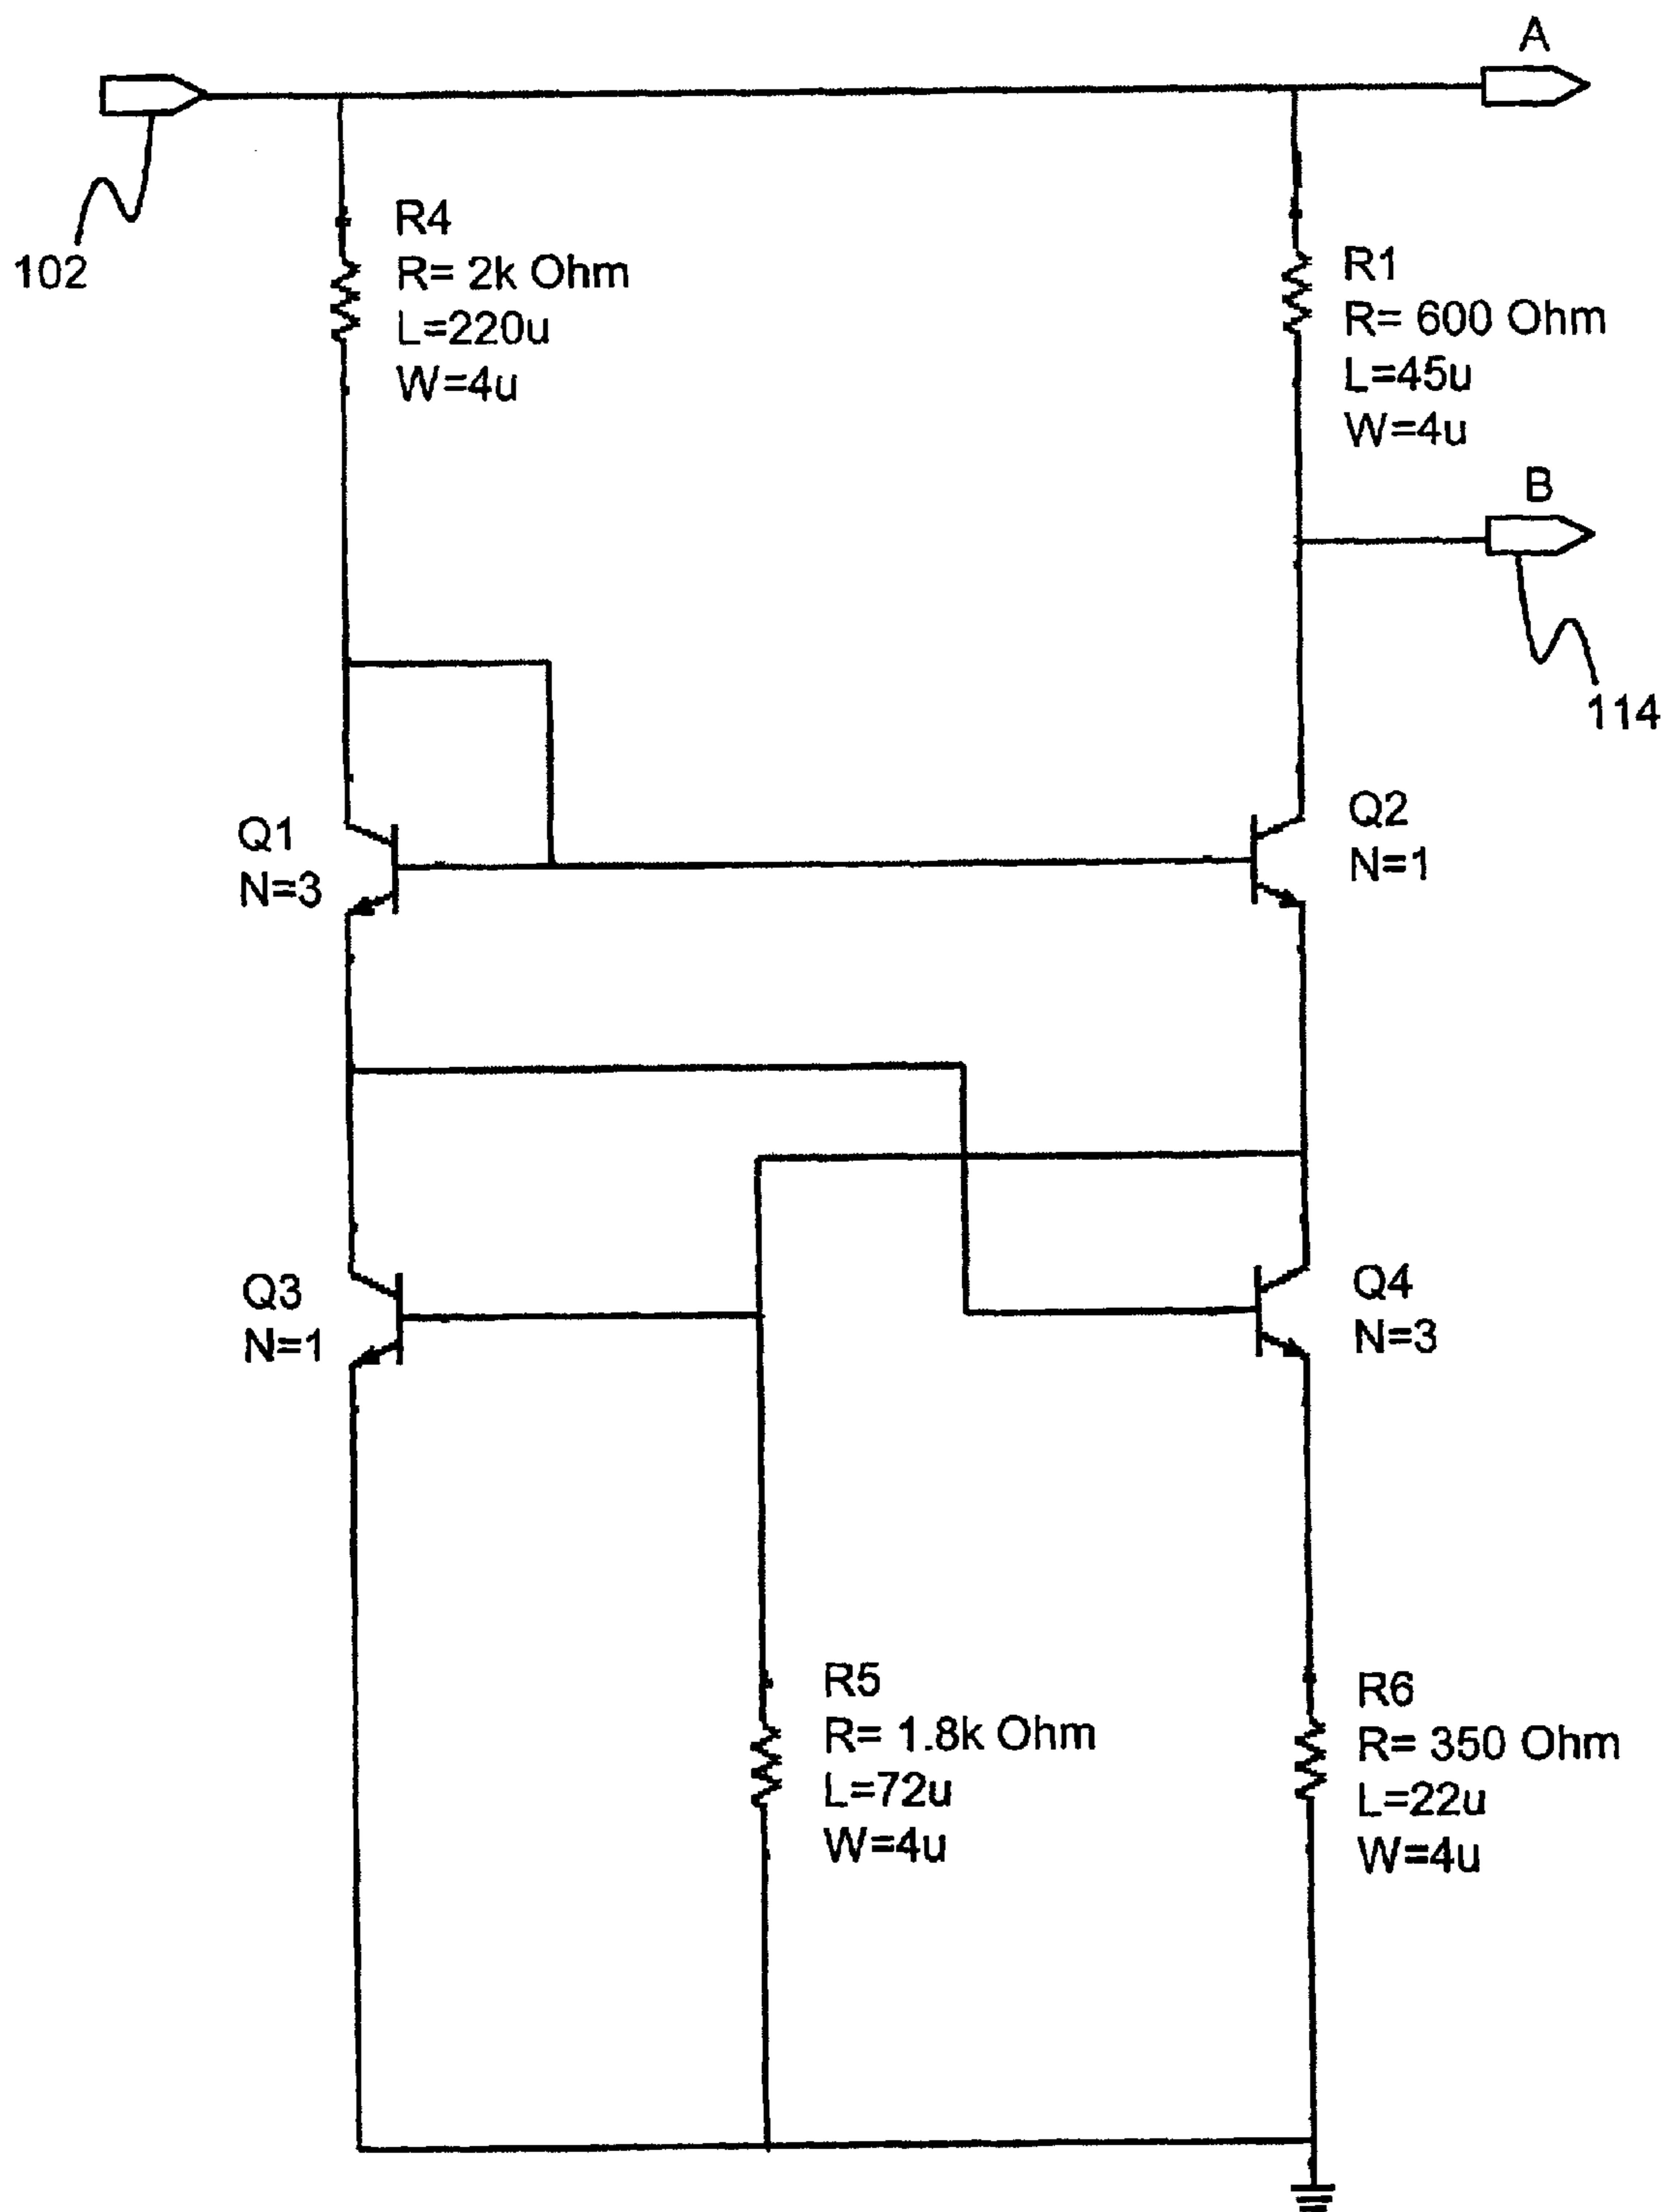 A
102
R4
R= 2k Ohm
L=220u
W=4u
R1
R= 600 Ohm
L=45u
W=4u
B
114
Q1
N=3
Q2
N=1
Q3
N=1
Q4
N=3
R5
R= 1.8k Ohm
L=72u
W=4u
R6
R= 350 Ohm
L=22u
W=4u